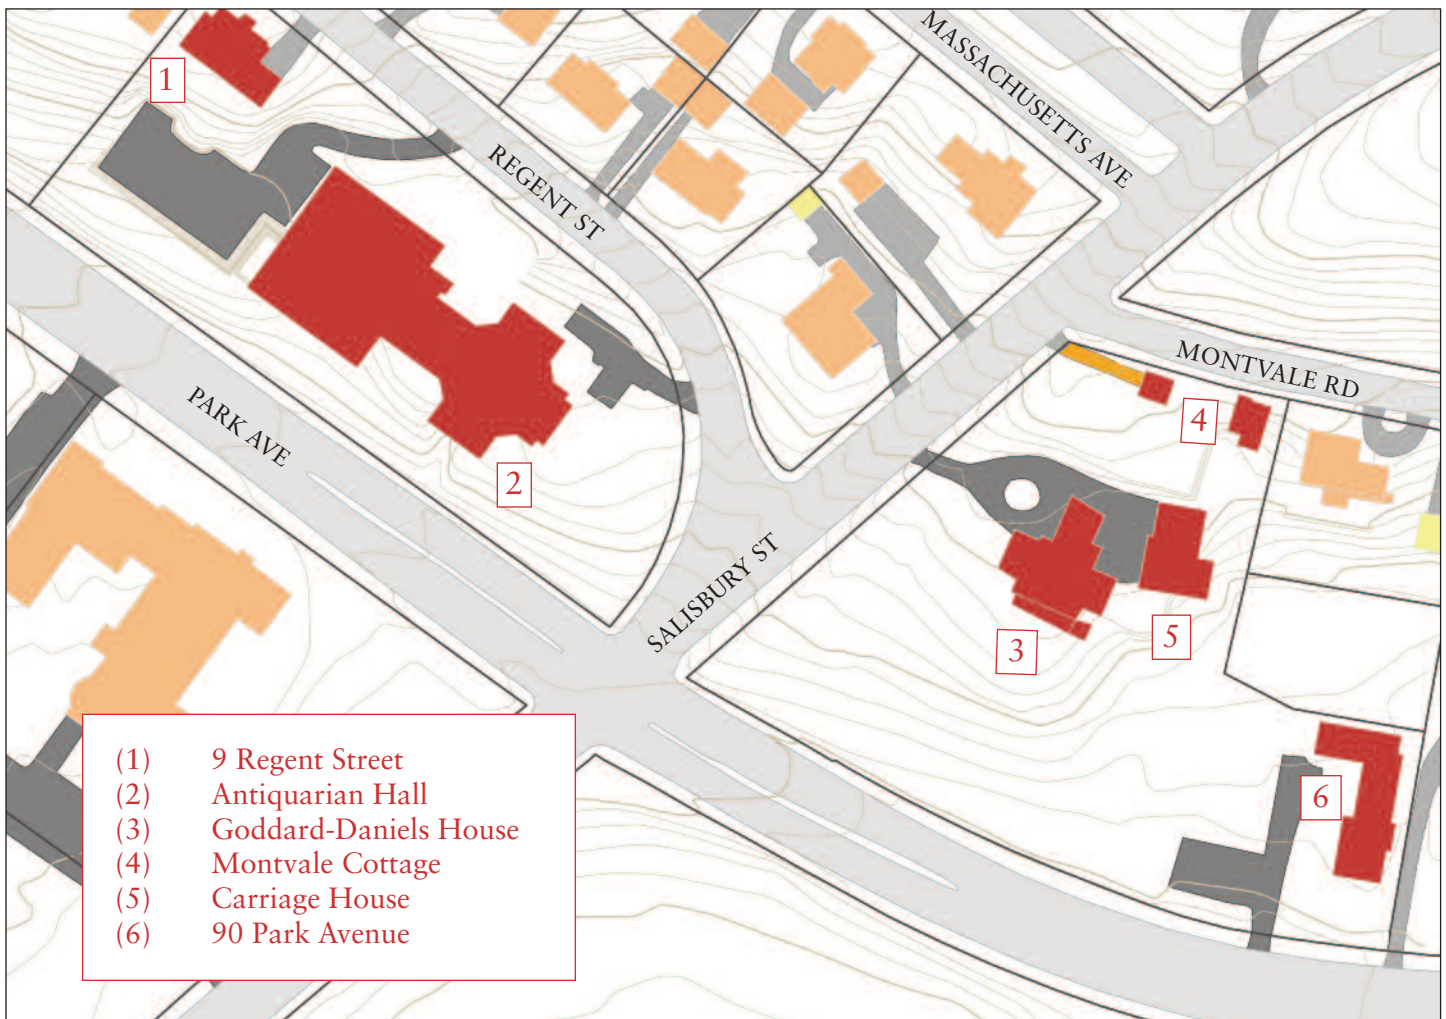 MASSACHUSETTS AVE
1
REGENT ST
MONTVALE RD
PARK AVE
4
2
SALISBURY ST
3
5
6
(1) 9 Regent Street
(2) Antiquarian Hall
(3) Goddard-Daniels House
(4) Montvale Cottage
(5) Carriage House
(6) 90 Park Avenue